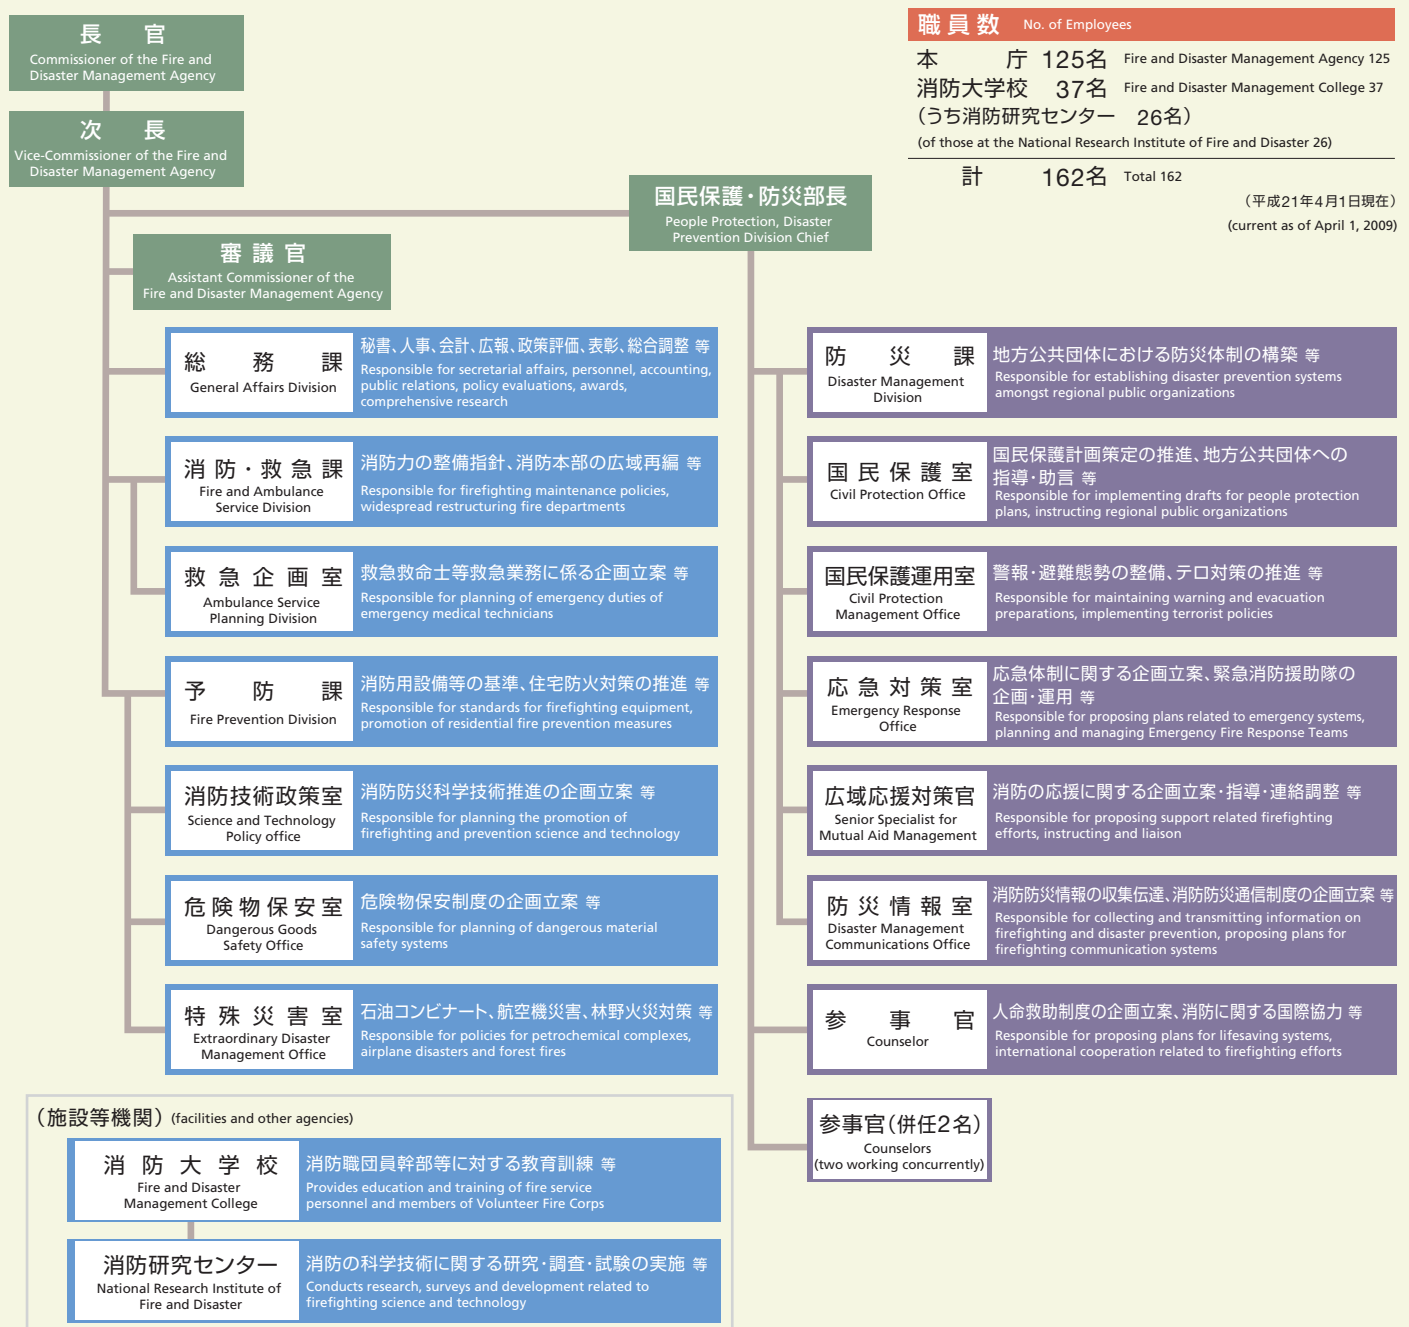 長官
Commissioner of the Fire and
Disaster Management Agency
次長
Vice-Commissioner of the Fire and
Disaster Management Agency
職員数 No. of Employees
本庁 125名 Fire and Disaster Management Agency 125
消防大学校 37名 Fire and Disaster Management College 37
(うち消防研究センター 26名)
(of those at the National Research Institute of Fire and Disaster 26)
計 162名 Total 162
(平成21年4月1日現在)
(current as of April 1, 2009)
国民保護・防災部長
People Protection, Disaster
Prevention Division Chief
審議官
Assistant Commissioner of the
Fire and Disaster Management Agency
総務課
General Affairs Division
秘書、人事、会計、広報、政策評価、表彰、総合調整 等
Responsible for secretarial affairs, personnel, accounting,
public relations, policy evaluations, awards,
comprehensive research
消防・救急課
Fire and Ambulance
Service Division
消防力の整備指針、消防本部の広域再編 等
Responsible for firefighting maintenance policies,
widespread restructuring fire departments
救急企画室
Ambulance Service
Planning Division
救急救命士等救急業務に係る企画立案 等
Responsible for planning of emergency duties of
emergency medical technicians
予防課
Fire Prevention Division
消防用設備等の基準、住宅防火対策の推進 等
Responsible for standards for firefighting equipment,
promotion of residential fire prevention measures
消防技術政策室
Science and Technology
Policy office
消防防災科学技術推進の企画立案 等
Responsible for planning the promotion of
firefighting and prevention science and technology
危険物保安室
Dangerous Goods
Safety Office
危険物保安制度の企画立案 等
Responsible for planning of dangerous material
safety systems
特殊災害室
Extraordinary Disaster
Management Office
石油コンビナート、航空機災害、林野火災対策 等
Responsible for policies for petrochemical complexes,
airplane disasters and forest fires
防災課
Disaster Management
Division
地方公共団体における防災体制の構築 等
Responsible for establishing disaster prevention systems
amongst regional public organizations
国民保護室
Civil Protection Office
国民保護計画策定の推進、地方公共団体への
指導・助言 等
Responsible for implementing drafts for people protection
plans, instructing regional public organizations
国民保護運用室
Civil Protection
Management Office
警報・避難態勢の整備、テロ対策の推進 等
Responsible for maintaining warning and evacuation
preparations, implementing terrorist policies
応急対策室
Emergency Response
Office
応急体制に関する企画立案、緊急消防援助隊の
企画・運用 等
Responsible for proposing plans related to emergency systems,
planning and managing Emergency Fire Response Teams
広域応援対策官
Senior Specialist for
Mutual Aid Management
消防の応援に関する企画立案・指導・連絡調整 等
Responsible for proposing support related firefighting
efforts, instructing and liaison
防災情報室
Disaster Management
Communications Office
消防防災情報の収集伝達、消防防災通信制度の企画立案 等
Responsible for collecting and transmitting information on
firefighting and disaster prevention, proposing plans for
firefighting communication systems
参事官
Counselor
人命救助制度の企画立案、消防に関する国際協力 等
Responsible for proposing plans for lifesaving systems,
international cooperation related to firefighting efforts
参事官(併任2名)
Counselors
(two working concurrently)
(施設等機関) (facilities and other agencies)
消防大学校
Fire and Disaster
Management College
消防職団員幹部等に対する教育訓練 等
Provides education and training of fire service
personnel and members of Volunteer Fire Corps
消防研究センター
National Research Institute of
Fire and Disaster
消防の科学技術に関する研究・調査・試験の実施 等
Conducts research, surveys and development related to
firefighting science and technology